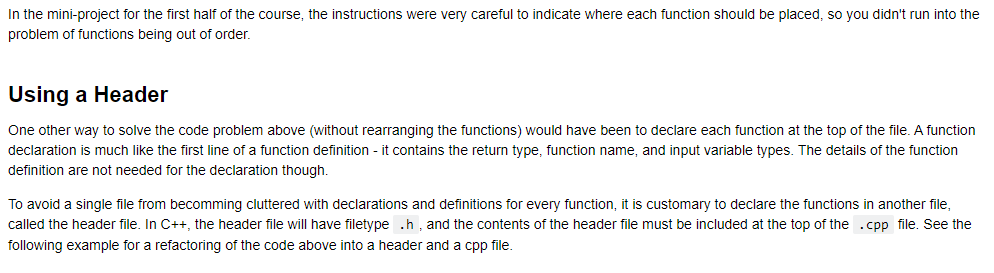 In the mini-project for the first half of the course, the instructions were very careful to indicate where each function should be placed, so you didn't run into the
problem of functions being out of order.
Using a Header
One other way to solve the code problem above (without rearranging the functions) would have been to declare each function at the top of the file. A function
declaration is much like the first line of a function definition - it contains the return type, function name, and input variable types. The details of the function
definition are not needed for the declaration though.
To avoid a single file from becomming cluttered with declarations and definitions for every function, it is customary to declare the functions in another file,
called the header file. In C++, the header file will have filetype .h , and the contents of the header file must be included at the top of the .cpp file. See the
following example for a refactoring of the code above into a header and a cpp file.